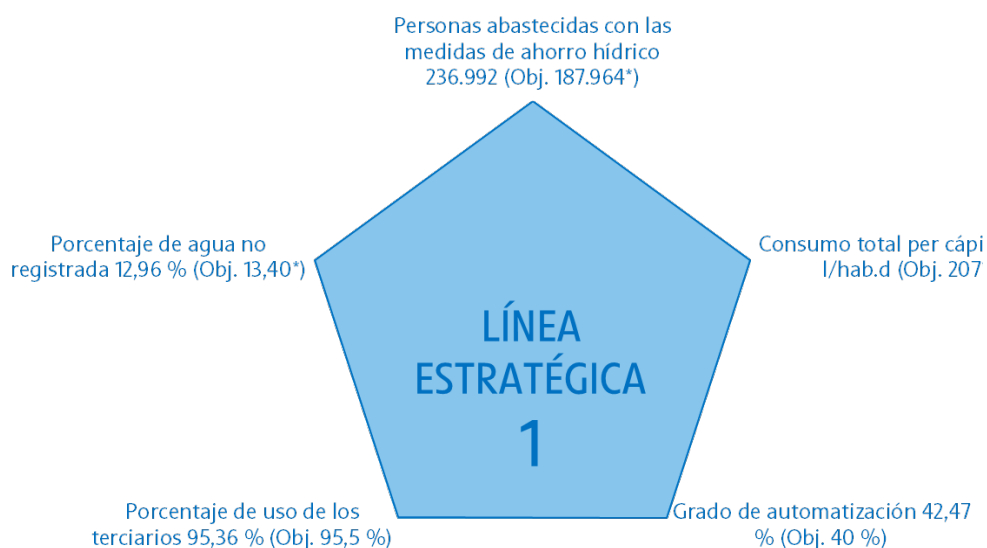 Personas abastecidas con las
medidas de ahorro hídrico
236.992 (Obj. 187.964*)
Porcentaje de agua no
registrada 12,96 % (Obj. 13,40*)
Consumo total per
l/hab.d (Obj. 207
LÍNEA
ESTRATÉGICA
1
Porcentaje de uso de los
terciarios 95,36 % (Obj. 95,5 %)
Grado de automatización 42,47
% (Obj. 40 %)